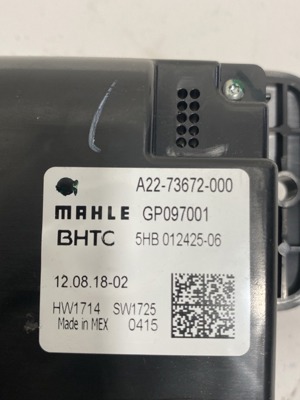 A22-73672-000
MAHLE GP097001
BHTC 5HB 012425-06
12.08.18-02
HW1714 SW1725
Made in MEX 0415